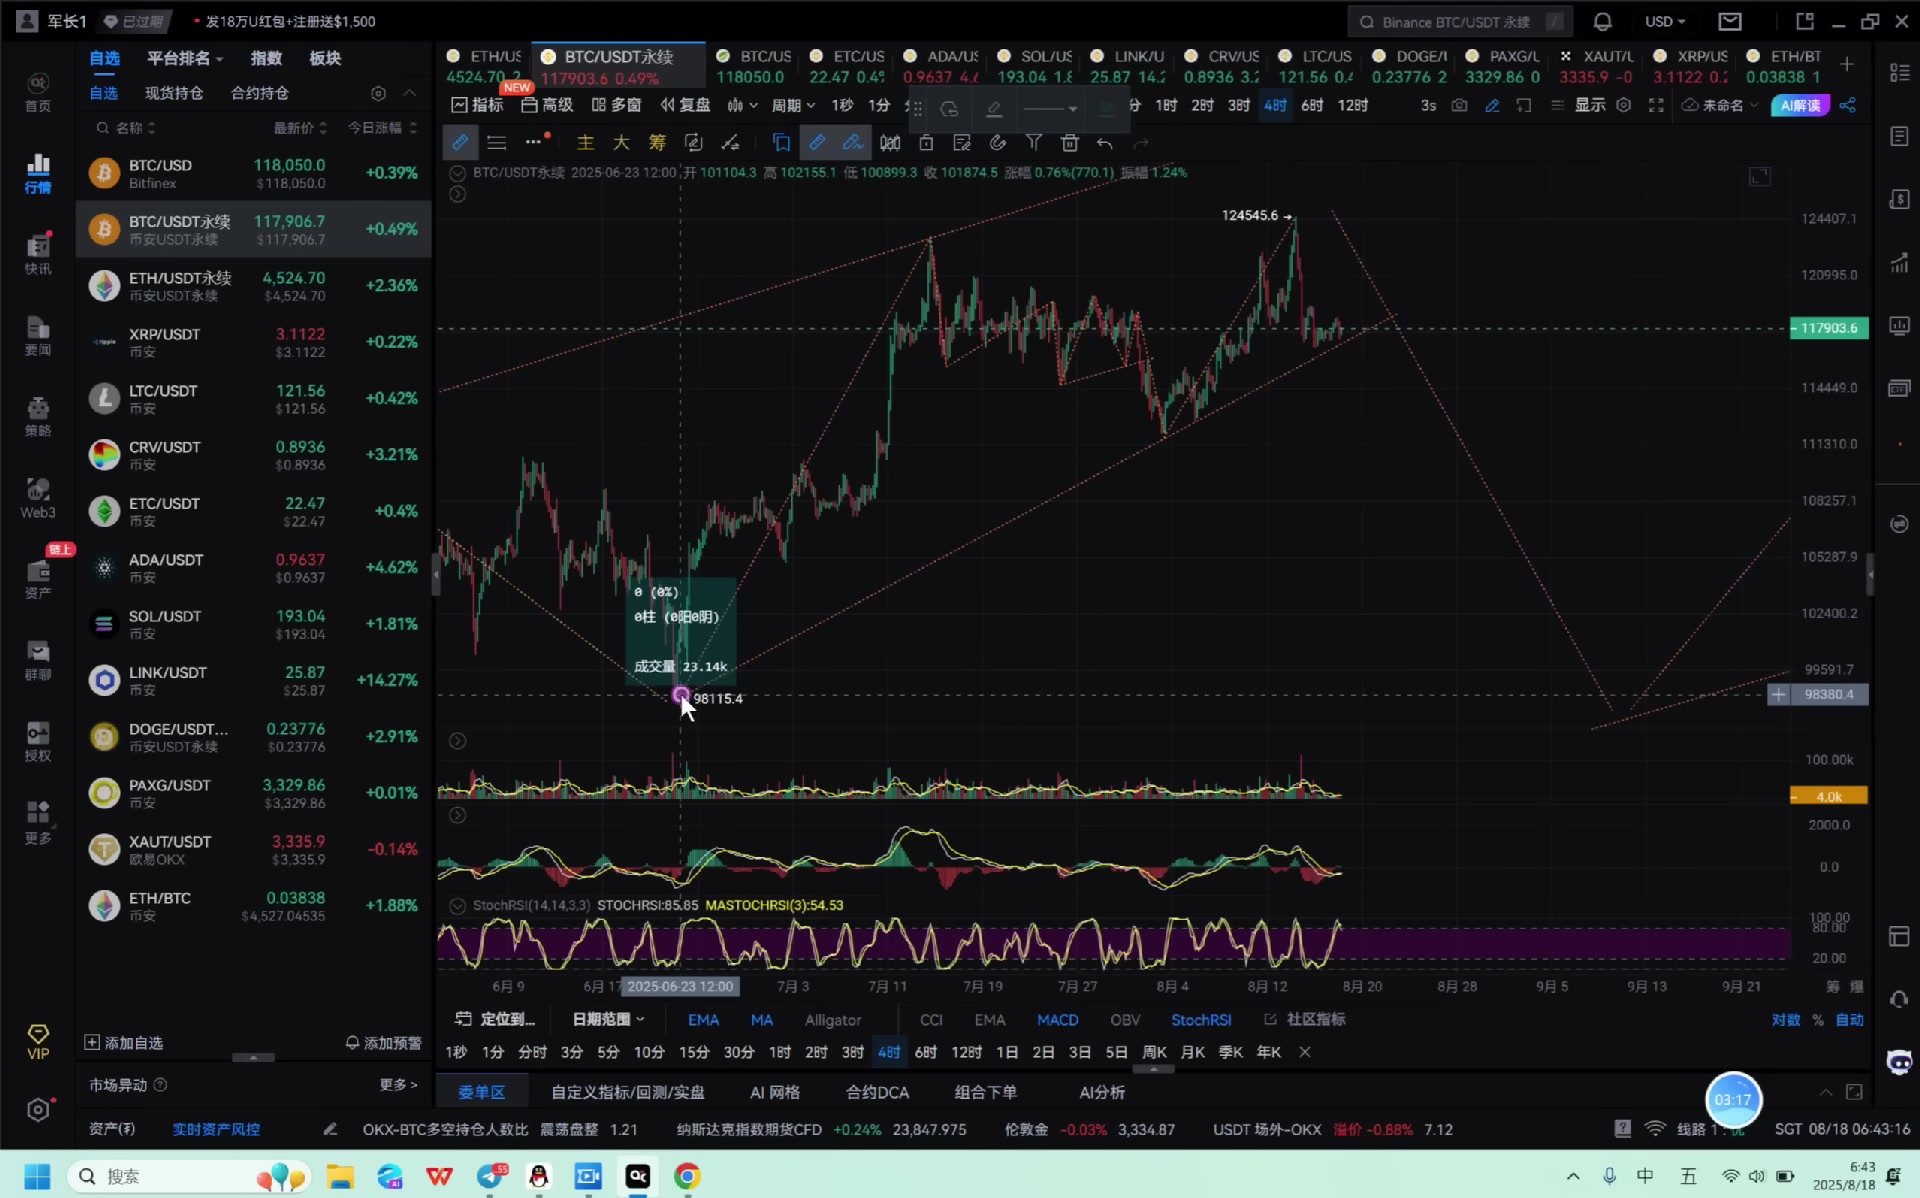 军长1 已过期 • 发18万U红包+注册送$1,500 Binance BTC/USDT 永续 / USD
自选 平台排名 指数 板块
自选 现货持仓 合约持仓
名称 最新价 今日涨幅
BTC/USD 118,050.0 +0.39%
Bitfinex $118,050.0
BTC/USDT永续 117,906.7 +0.49%
币安USDT永续 $117,906.7
ETH/USDT永续 4,524.70 +2.36%
币安USDT永续 $4,524.70
XRP/USDT 3.1122 +0.22%
币安 $3.1122
LTC/USDT 121.56 +0.42%
币安 $121.56
CRV/USDT 0.8936 +3.21%
币安 $0.8936
ETC/USDT 22.47 +0.4%
币安 $22.47
ADA/USDT 0.9637 +4.62%
币安 $0.9637
SOL/USDT 193.04 +1.81%
币安 $193.04
LINK/USDT 25.87 +14.27%
币安 $25.87
DOGE/USDT... 0.23776 +2.91%
币安USDT永续 $0.23776
PAXG/USDT 3,329.86 +0.01%
币安 $3,329.86
XAUT/USDT 3,335.9 -0.14%
欧易OKX $3,335.9
ETH/BTC 0.03838 +1.88%
币安 $4,527.04535
添加自选 添加预警
市场异动 更多 >
首页
行情
快讯
要闻
策略
Web3
链上
资产
群聊
授权
更多
VIP
ETH/US BTC/USDT永续 BTC/US ETC/US ADA/US SOL/US LINK/U CRV/US LTC/US DOGE/ PAXG/ XAUT/ XRP/US ETH/BT
4524.70 2 117903.6 0.49% 118050.0 22.47 0.4 0.9637 4.6 193.04 1.8 25.87 14.2 0.8936 3.2 121.56 0.4 0.23776 2 3329.86 0 3335.9 -0 3.1122 0.2 0.03838 1
NEW
指标 高级 多窗 复盘 周期 1秒 1分 分 1时 2时 3时 4时 6时 12时 3s 显示 未命名 AI解读
主 大 筹
BTC/USDT永续 2025-06-23 12:00 开 101104.3 高 102155.1 低 100899.3 收 101874.5 涨幅 0.76%(770.1) 振幅 1.24%
124545.6
124407.1
120995.0
117903.6
114449.0
111310.0
108257.1
105287.9
102400.2
99591.7
98380.4
0 (0%)
0柱 (0阳0阴)
成交量 23.14k
98115.4
100.00k
4.0k
2000.0
0.0
StochRSI(14,14,3,3) STOCHRSI:85.85 MASTOCHRSI(3):54.53
100.00
80.00
20.00
6月9 6月17 2025-06-23 12:00 7月3 7月11 7月19 7月27 8月4 8月12 8月20 8月28 9月5 9月13 9月21 筹 爆
定位到... 日期范围 EMA MA Alligator CCI EMA MACD OBV StochRSI 社区指标 对数 % 自动
1秒 1分 分时 3分 5分 10分 15分 30分 1时 2时 3时 4时 6时 12时 1日 2日 3日 5日 周K 月K 季K 年K
委单区 自定义指标/回测/实盘 AI 网格 合约DCA 组合下单 AI分析
03:17
资产(₮) 实时资产风控 OKX-BTC多空持仓人数比 震荡盘整 1.21 纳斯达克指数期货CFD +0.24% 23,847.975 伦敦金 -0.03% 3,334.87 USDT 场外-OKX 溢价 -0.88% 7.12 线路 1 SGT 08/18 06:43:16
搜索 55 中 五 6:43
2025/8/18